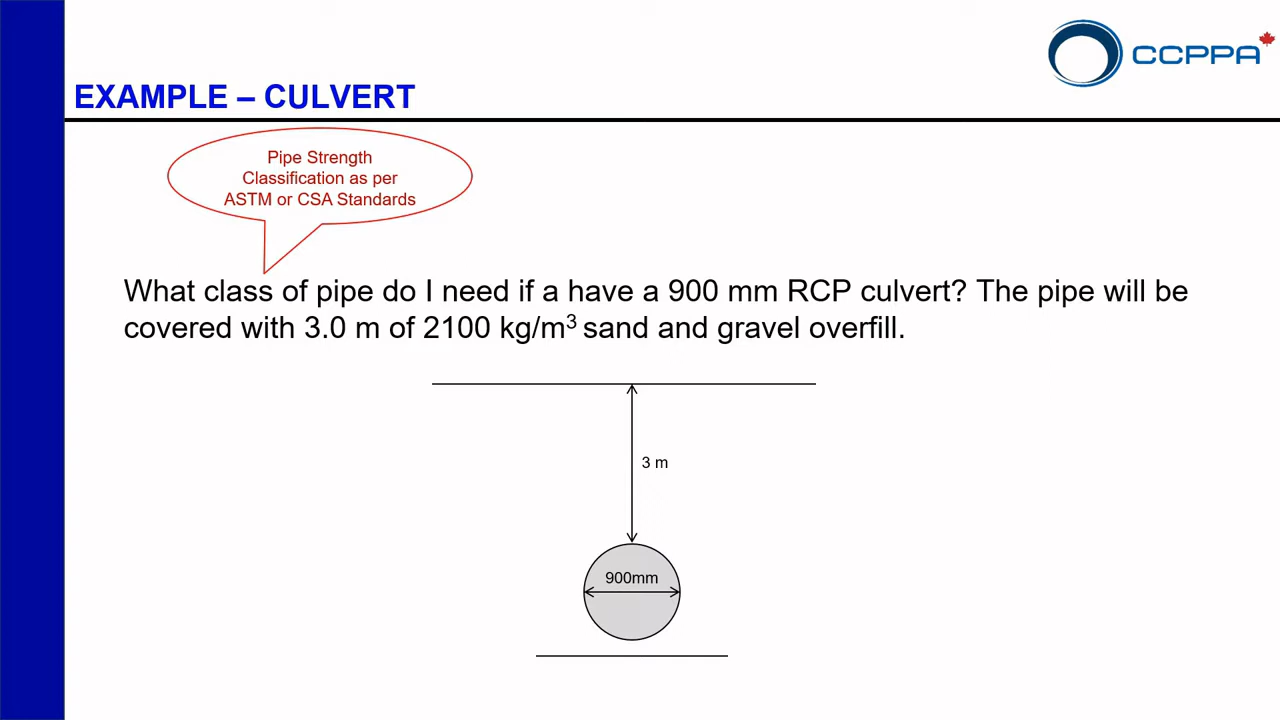 CCPPA
EXAMPLE – CULVERT
Pipe Strength
Classification as per
ASTM or CSA Standards
What class of pipe do I need if a have a 900 mm RCP culvert? The pipe will be
covered with 3.0 m of 2100 kg/m³ sand and gravel overfill.
3 m
900mm